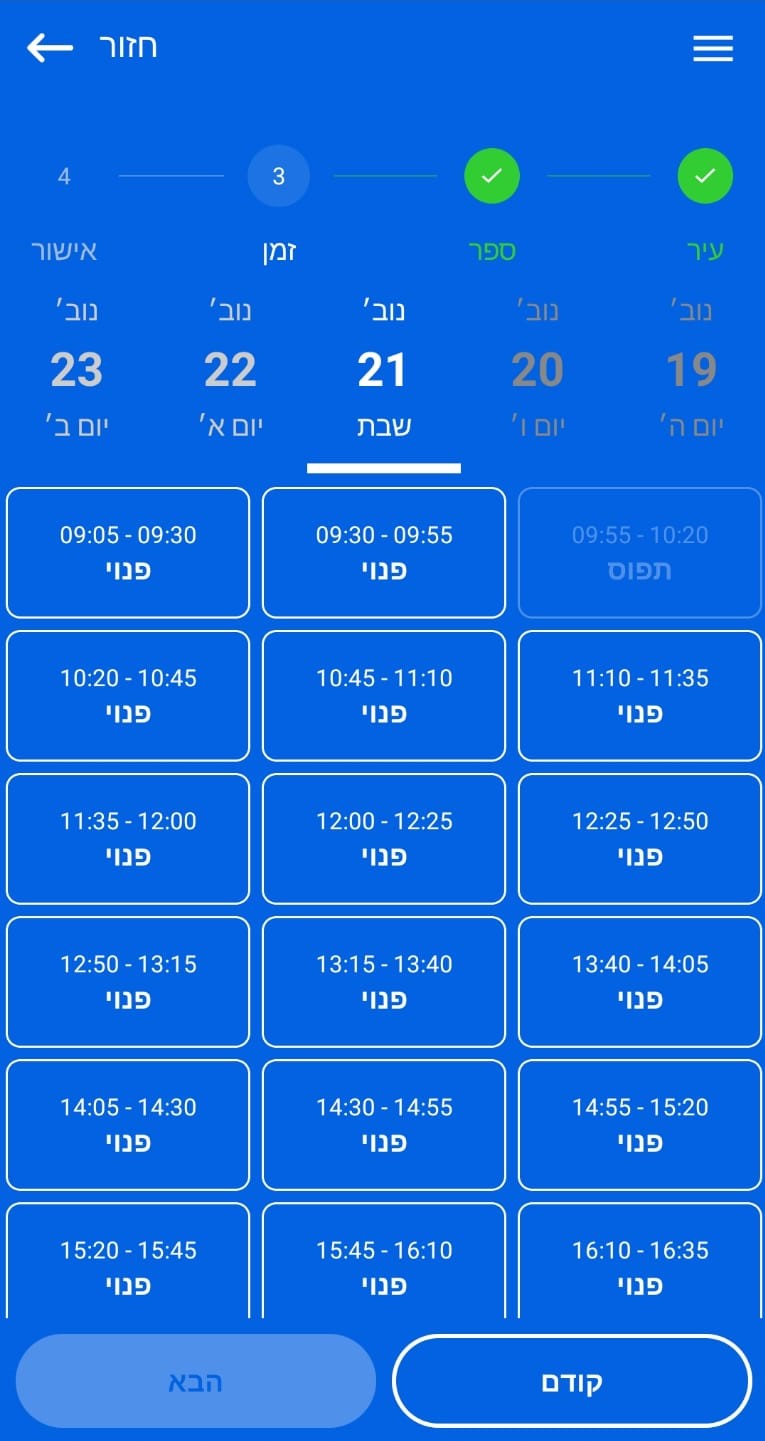 חזור
4
3
אישור
זמן
ספר
עיר
נוב׳
נוב׳
נוב׳
נוב׳
נוב׳
23
22
21
20
19
יום ב׳
יום א׳
שבת
יום ו׳
יום ה׳
09:05 - 09:30
פנוי
09:30 - 09:55
פנוי
09:55 - 10:20
תפוס
10:20 - 10:45
פנוי
10:45 - 11:10
פנוי
11:10 - 11:35
פנוי
11:35 - 12:00
פנוי
12:00 - 12:25
פנוי
12:25 - 12:50
פנוי
12:50 - 13:15
פנוי
13:15 - 13:40
פנוי
13:40 - 14:05
פנוי
14:05 - 14:30
פנוי
14:30 - 14:55
פנוי
14:55 - 15:20
פנוי
15:20 - 15:45
פנוי
15:45 - 16:10
פנוי
16:10 - 16:35
פנוי
הבא
קודם